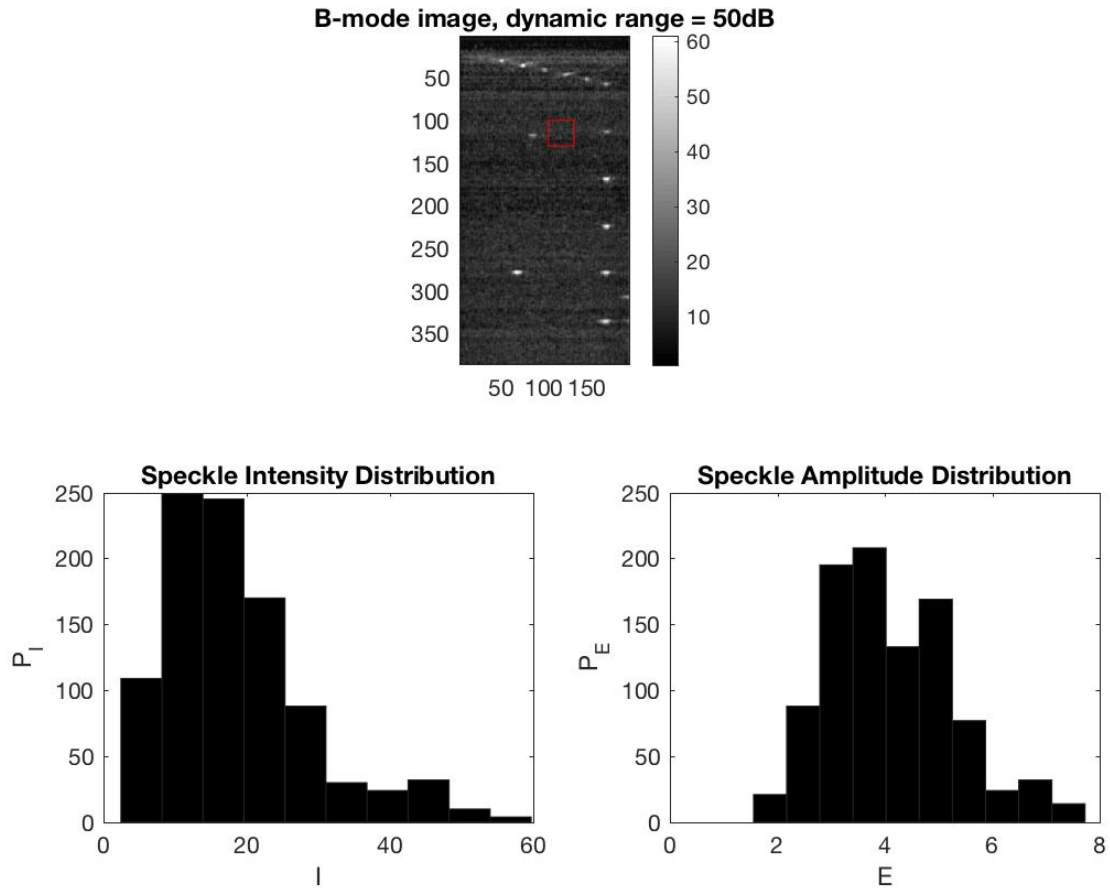 B-mode image, dynamic range = 50dB
50
100
150
200
250
300
350
50 100 150
60
50
40
30
20
10
Speckle Intensity Distribution
250
200
150
100
50
0
P_I
0 20 40 60
I
Speckle Amplitude Distribution
250
200
150
100
50
0
P_E
0 2 4 6 8
E